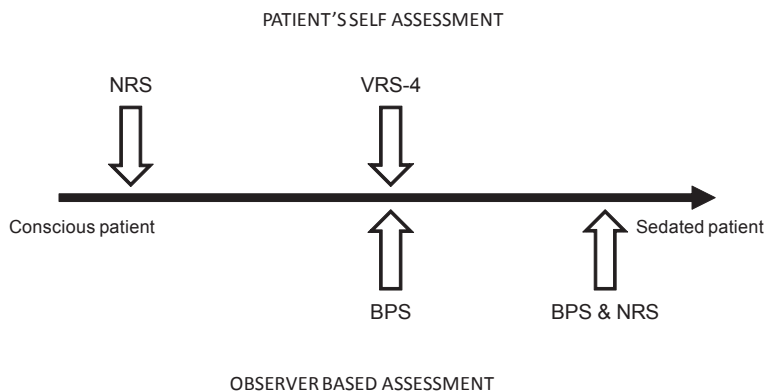 PATIENT'S SELF ASSESSMENT
NRS VRS-4
Conscious patient Sedated patient
BPS BPS & NRS
OBSERVER BASED ASSESSMENT